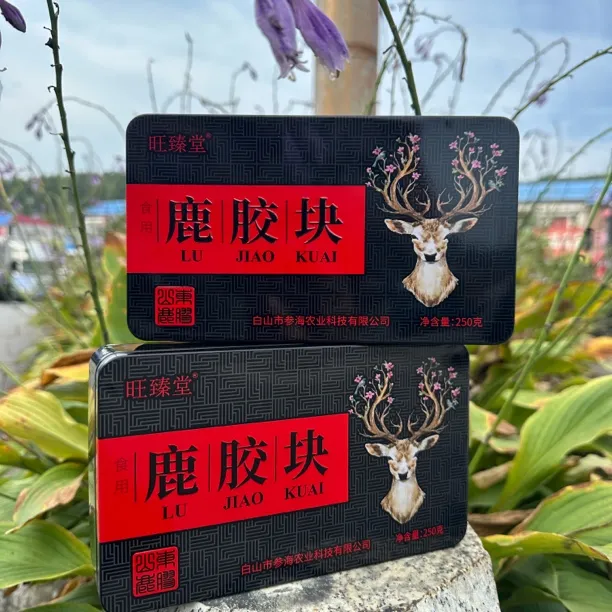 旺臻堂®
食用
鹿胶块
LU JIAO KUAI
白山市参海农业科技有限公司
净含量:250克
旺臻堂®
食用
鹿胶块
LU JIAO KUAI
白山市参海农业科技有限公司
净含量:250克